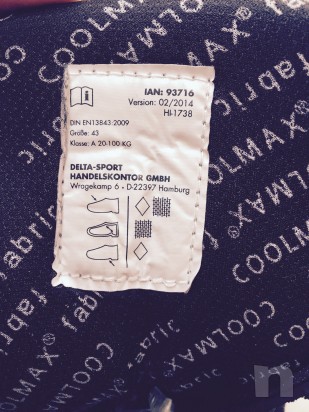 IAN: 93716
Version: 02/2014
HI-1738
DIN EN13843:2009
Größe: 43
Klasse: A 20-100 KG
DELTA-SPORT
HANDELSKONTOR GMBH
Wragekamp 6 • D-22397 Hamburg
COOLMAX® fabric
COOLMAX® fabric
COOLMAX® fabric
COOLMAX® fabric
n